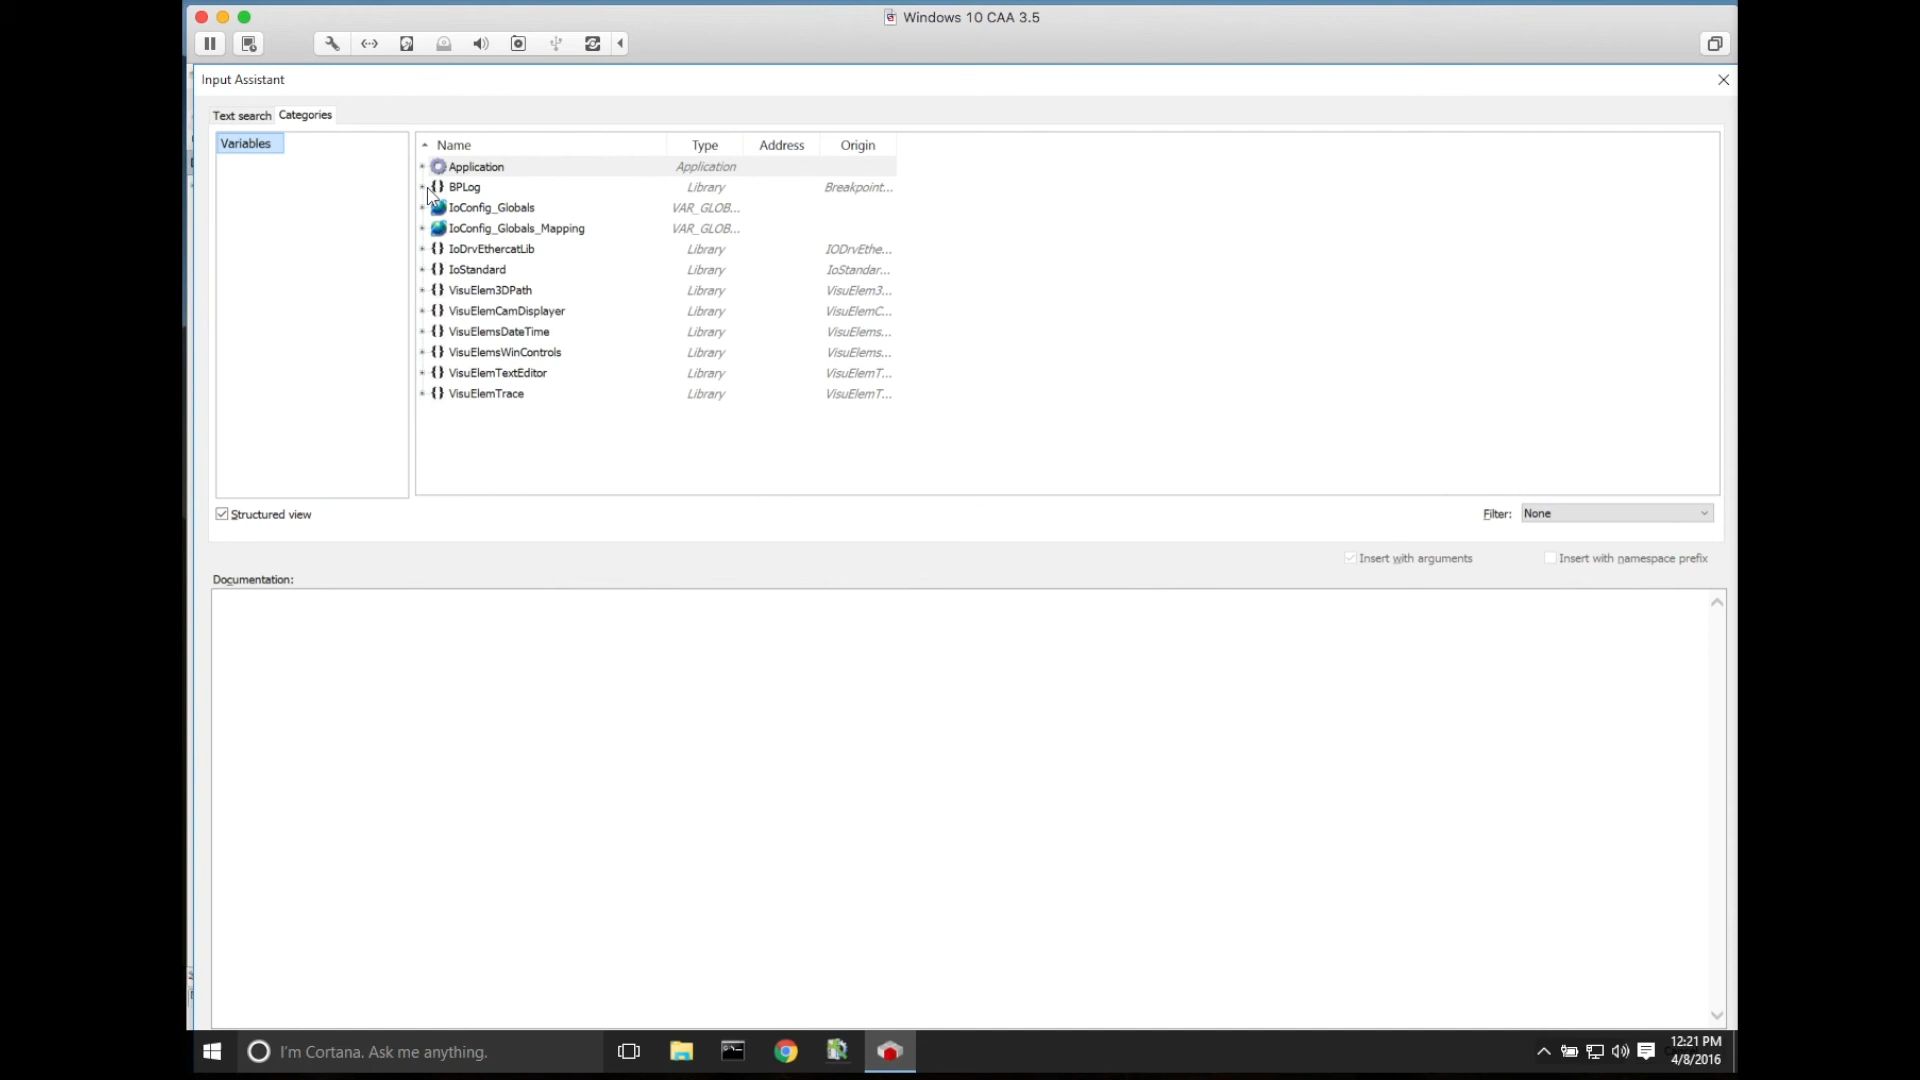 Windows 10 CAA 3.5
Input Assistant
Text search Categories
Variables
Name Type Address Origin
Application Application
BPLog Library Breakpoint...
IoConfig_Globals VAR_GLOB...
IoConfig_Globals_Mapping VAR_GLOB...
IoDrvEthercatLib Library IODrvEthe...
IoStandard Library IoStandar...
VisuElem3DPath Library VisuElem3...
VisuElemCamDisplayer Library VisuElemC...
VisuElemsDateTime Library VisuElems...
VisuElemsWinControls Library VisuElems...
VisuElemTextEditor Library VisuElemT...
VisuElemTrace Library VisuElemT...
Structured view Filter: None
Insert with arguments Insert with namespace prefix
Documentation:
I'm Cortana. Ask me anything.
12:21 PM
4/8/2016